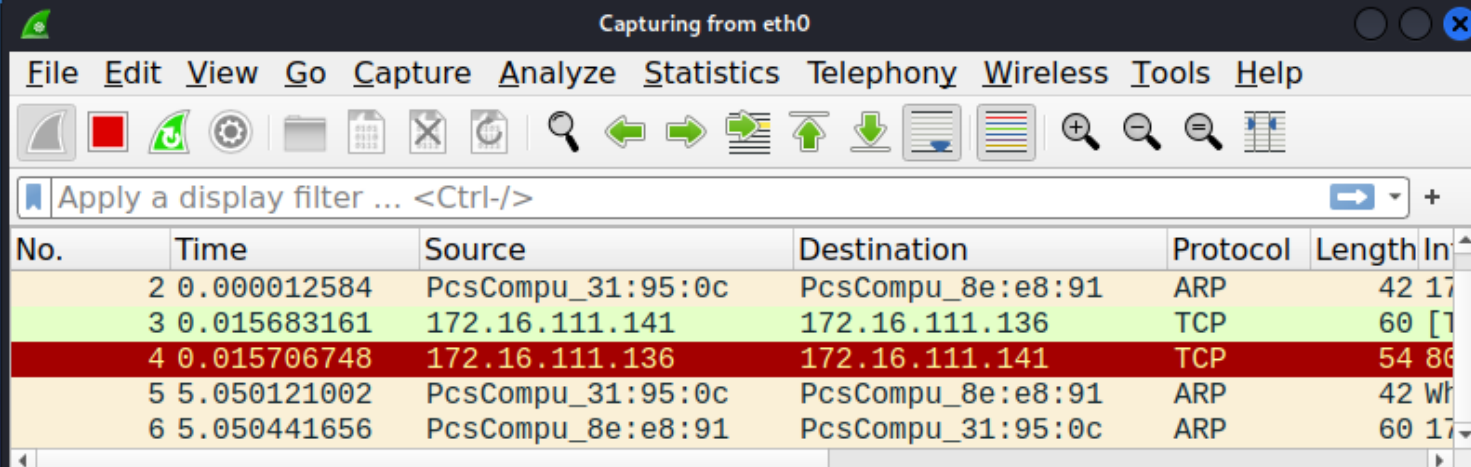 Capturing from eth0
File Edit View Go Capture Analyze Statistics Telephony Wireless Tools Help
Apply a display filter ... <Ctrl-/>
No. Time Source Destination Protocol Length In
2 0.000012584 PcsCompu_31:95:0c PcsCompu_8e:e8:91 ARP 42 17
3 0.015683161 172.16.111.141 172.16.111.136 TCP 60 [T
4 0.015706748 172.16.111.136 172.16.111.141 TCP 54 80
5 5.050121002 PcsCompu_31:95:0c PcsCompu_8e:e8:91 ARP 42 Wh
6 5.050441656 PcsCompu_8e:e8:91 PcsCompu_31:95:0c ARP 60 17